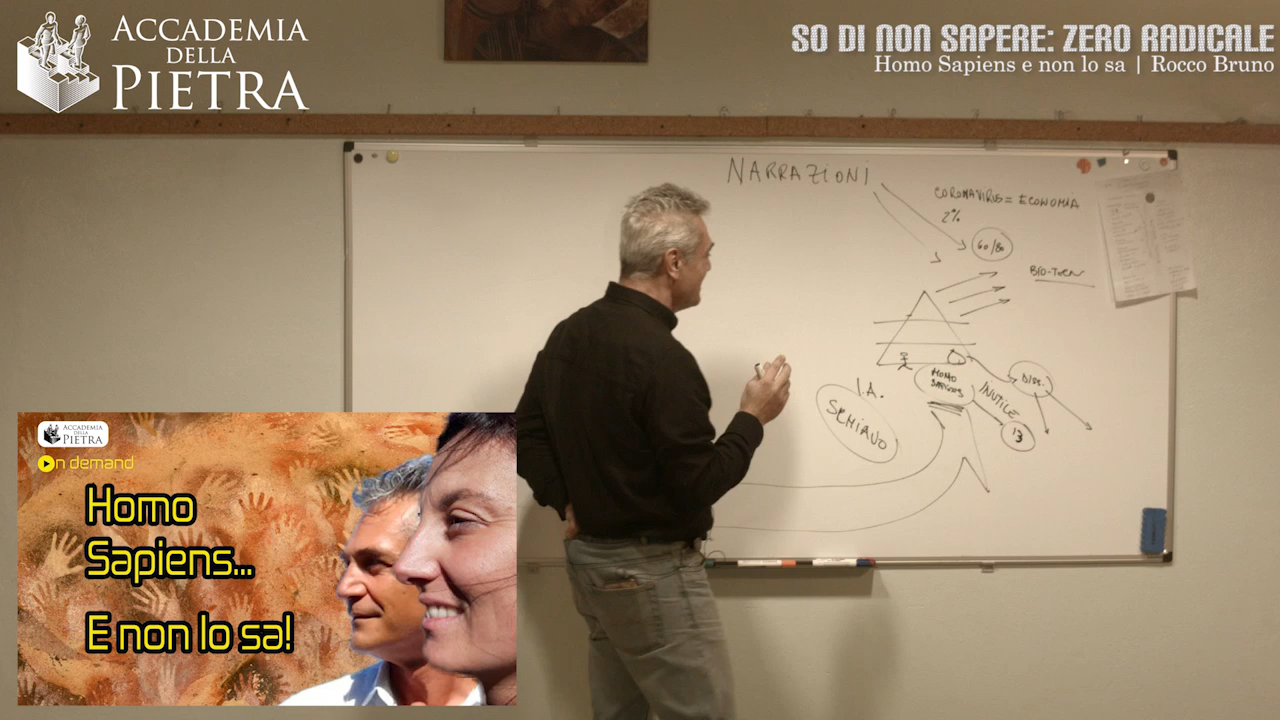 ACCADEMIA
DELLA
PIETRA
SO DI NON SAPERE: ZERO RADICALE
Homo Sapiens e non lo sa | Rocco Bruno
NARRAZIONI
CORONAVIRUS = ECONOMIA
2%
60/80
BIO-TECN
HOMO
SAPIENS
INUTILE
DISO.
13
I.A.
SCHIAVO
ACCADEMIA
DELLA
PIETRA
On demand
Homo
Sapiens...
E non lo sa!